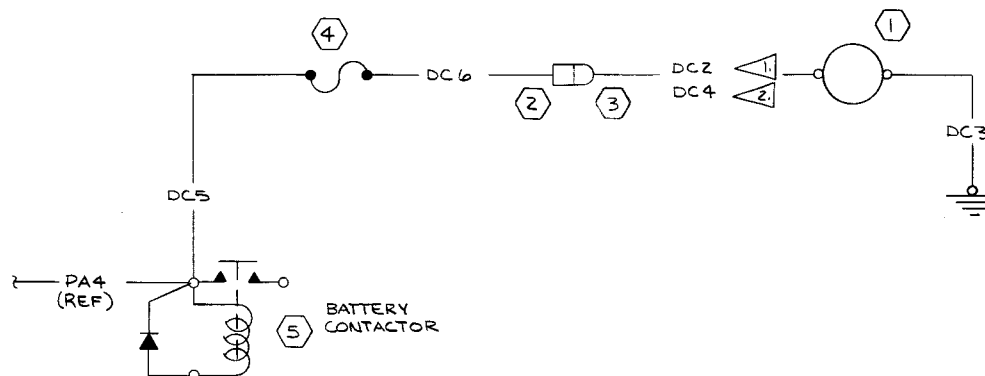 1
4
DC6
2
3
DC2 1.
DC4 2.
DC3
DC5
PA4
(REF)
5
BATTERY
CONTACTOR